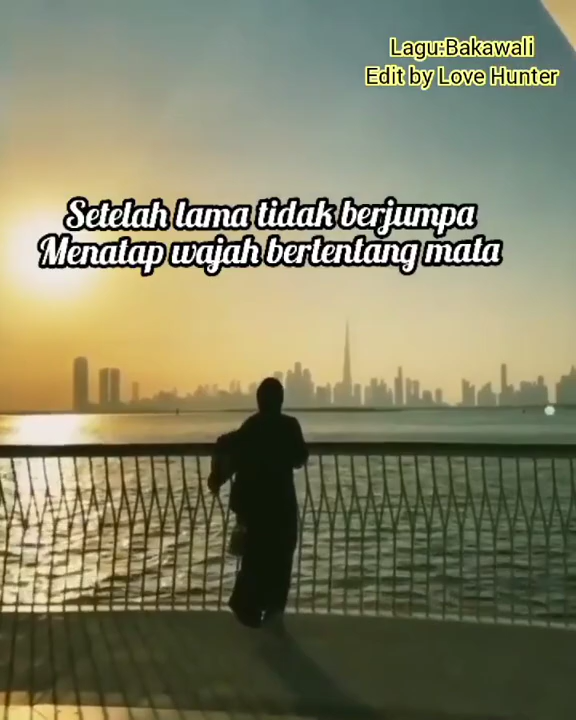 Lagu:Bakawali
Edit by Love Hunter
Setelah lama tidak berjumpa
Menatap wajah bertentang mata